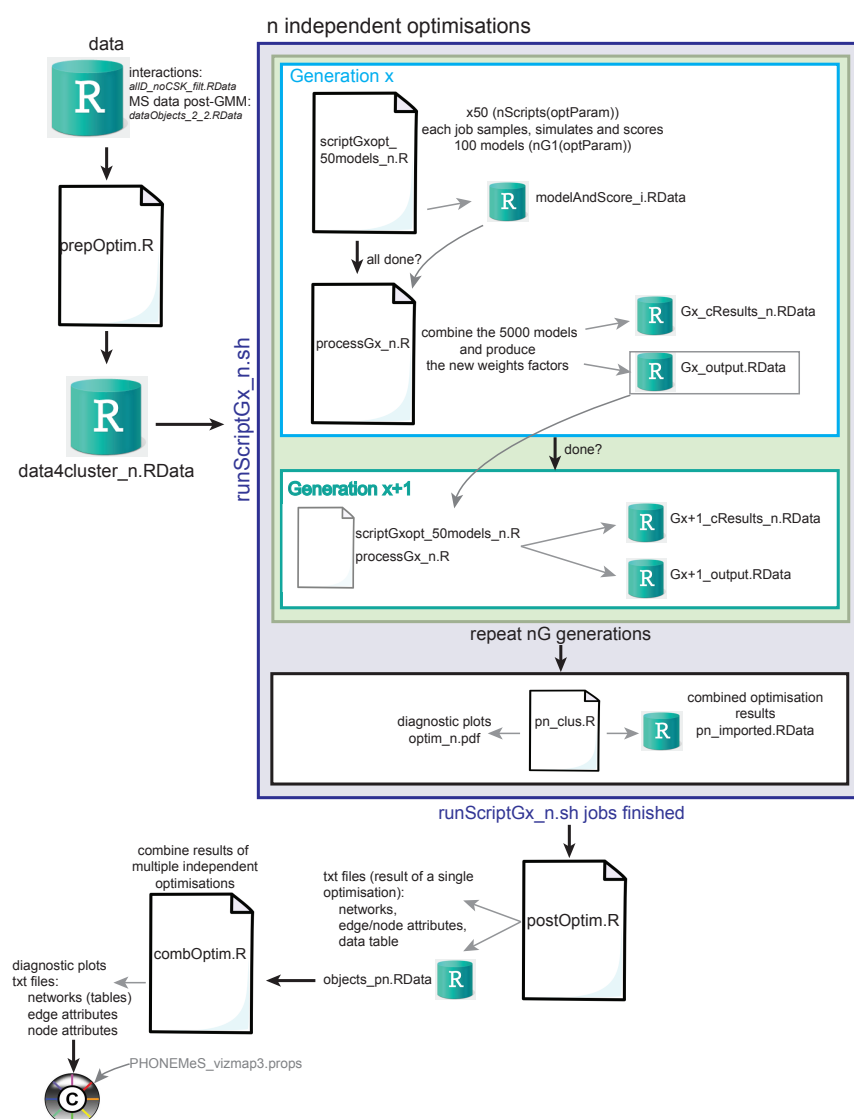 n independent optimisations
data
R
interactions:
allD_noCSK_filt.RData
MS data post-GMM:
dataObjects_2_2.RData
prepOptim.R
R
data4cluster_n.RData
runScriptGx_n.sh
Generation x
scriptGxopt_
50models_n.R
x50 (nScripts(optParam))
each job samples, simulates and scores
100 models (nG1(optParam))
R
modelAndScore_i.RData
all done?
processGx_n.R
combine the 5000 models
and produce
the new weights factors
R
Gx_cResults_n.RData
R
Gx_output.RData
done?
Generation x+1
scriptGxopt_50models_n.R
processGx_n.R
R
Gx+1_cResults_n.RData
R
Gx+1_output.RData
repeat nG generations
diagnostic plots
optim_n.pdf
pn_clus.R
R
combined optimisation
results
pn_imported.RData
runScriptGx_n.sh jobs finished
postOptim.R
txt files (result of a single
optimisation):
networks,
edge/node attributes,
data table
objects_pn.RData
R
combine results of
multiple independent
optimisations
combOptim.R
diagnostic plots
txt files:
networks (tables)
edge attributes
node attributes
PHONEMeS_vizmap3.props
C